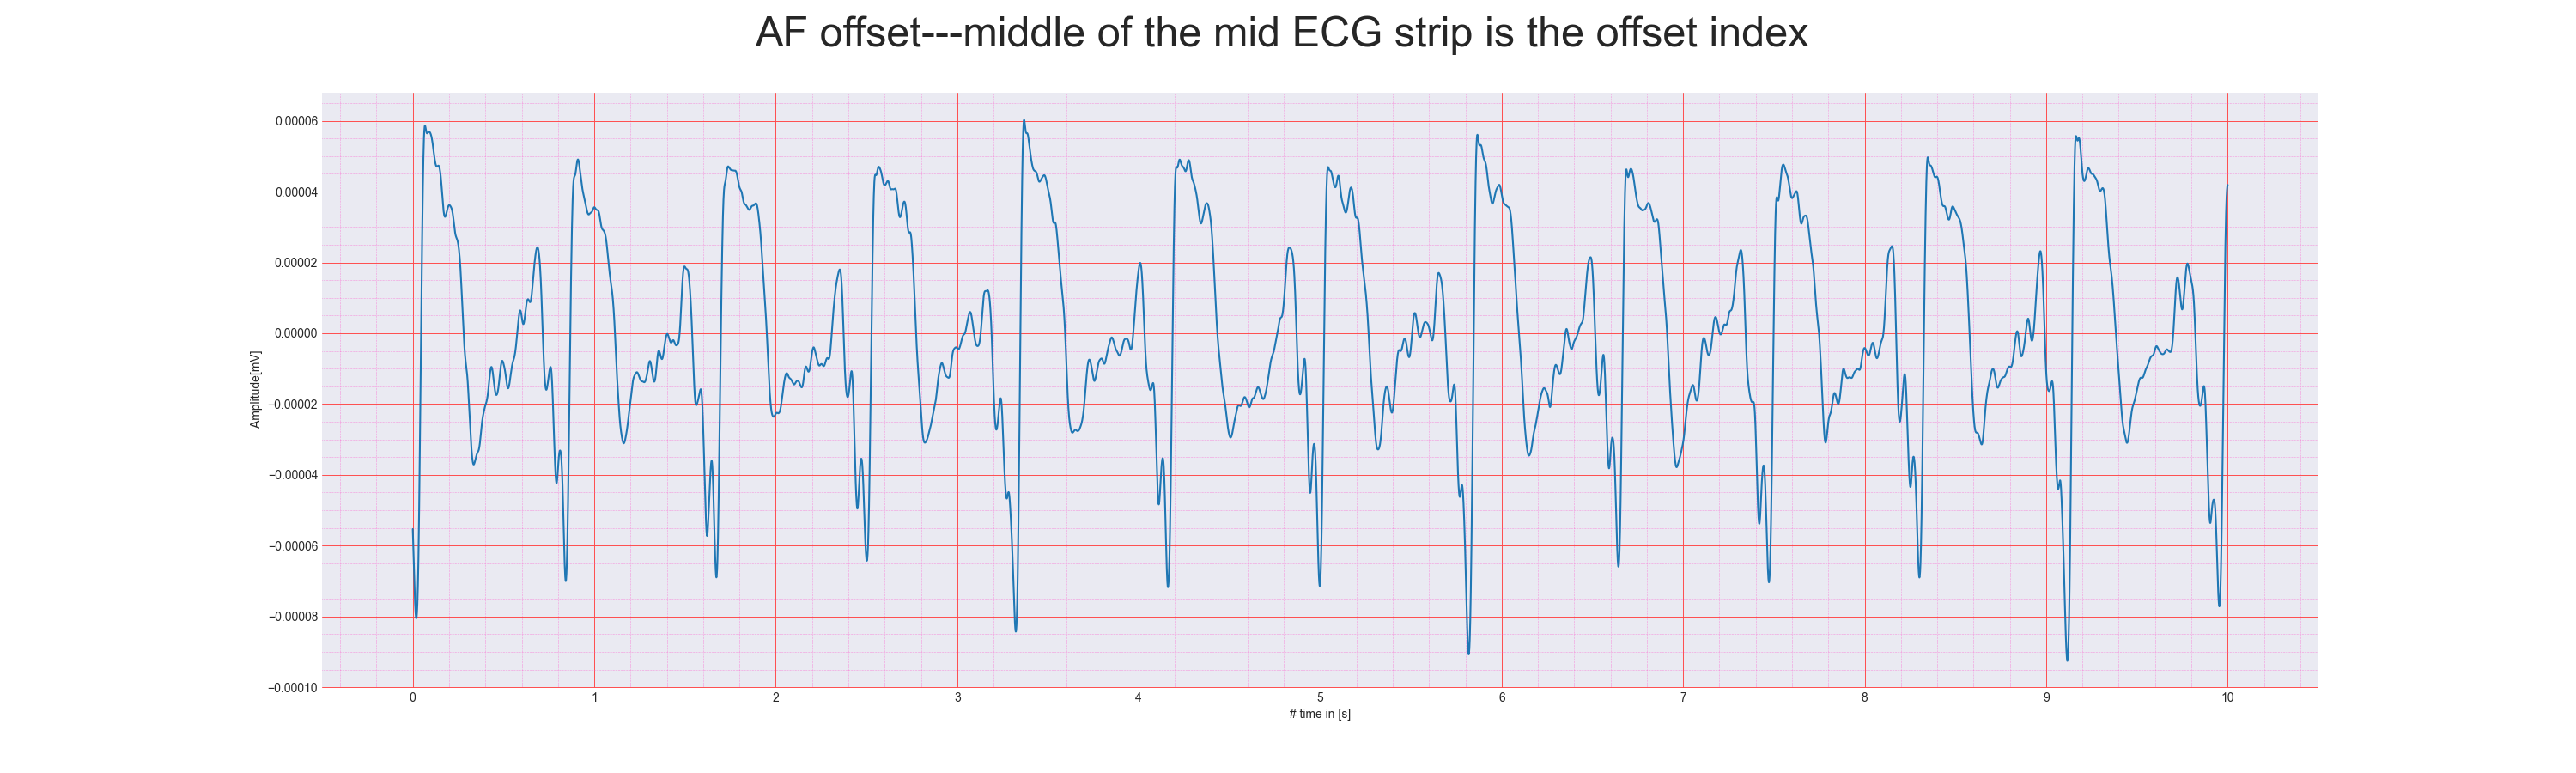 AF offset---middle of the mid ECG strip is the offset index
0.00006
0.00004
0.00002
0.00000
−0.00002
−0.00004
−0.00006
−0.00008
−0.00010
Amplitude[mV]
0 1 2 3 4 5 6 7 8 9 10
# time in [s]